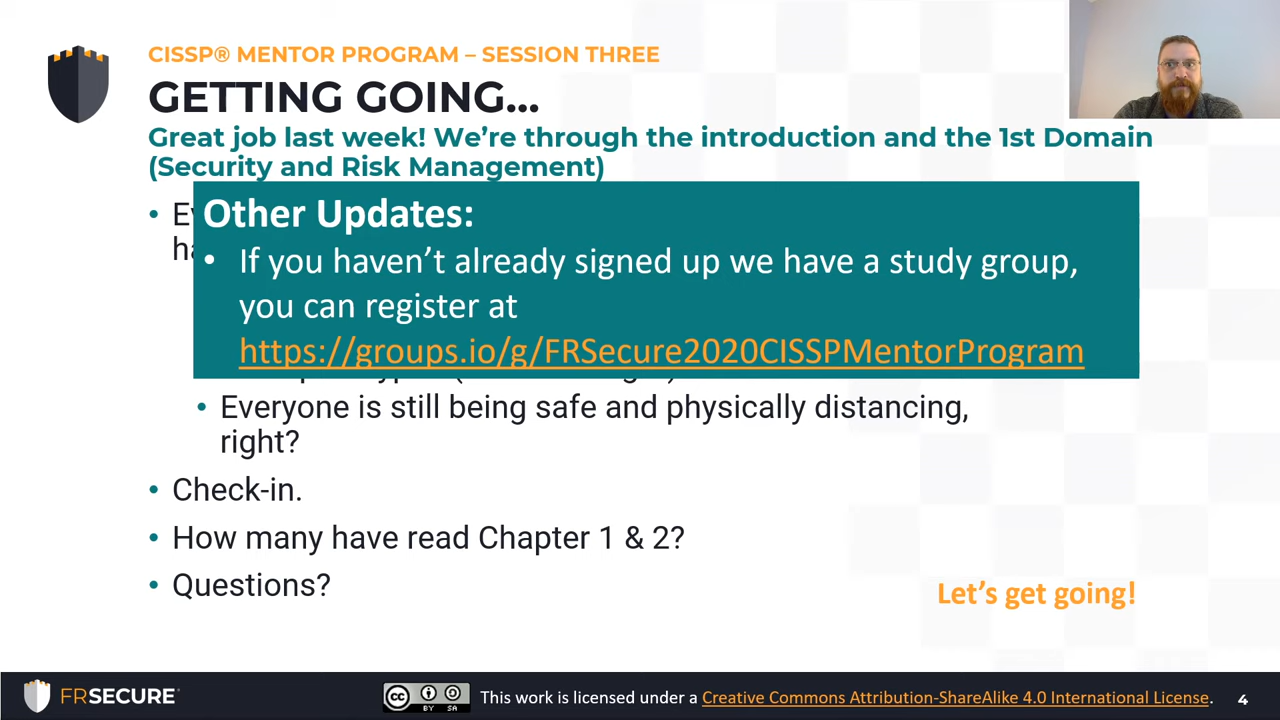 CISSP® MENTOR PROGRAM – SESSION THREE
GETTING GOING...
Great job last week! We’re through the introduction and the 1st Domain
(Security and Risk Management)
Other Updates:
• If you haven’t already signed up we have a study group,
you can register at
https://groups.io/g/FRSecure2020CISSPMentorProgram
• Everyone is still being safe and physically distancing,
right?
• Check-in.
• How many have read Chapter 1 & 2?
• Questions?
Let’s get going!
FRSECURE
CC BY SA
This work is licensed under a Creative Commons Attribution-ShareAlike 4.0 International License.
4